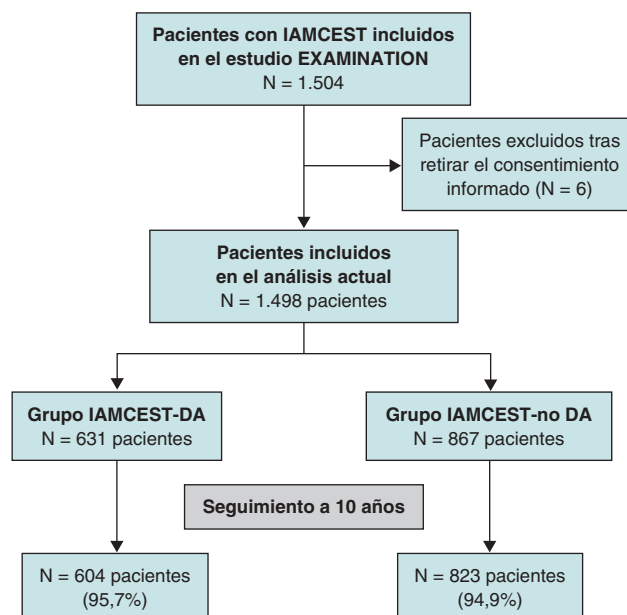 Pacientes con IAMCEST incluidos
en el estudio EXAMINATION
N = 1.504
Pacientes excluidos tras
retirar el consentimiento
informado (N = 6)
Pacientes incluidos
en el análisis actual
N = 1.498 pacientes
Grupo IAMCEST-DA
N = 631 pacientes
Grupo IAMCEST-no DA
N = 867 pacientes
Seguimiento a 10 años
N = 604 pacientes
(95,7%)
N = 823 pacientes
(94,9%)